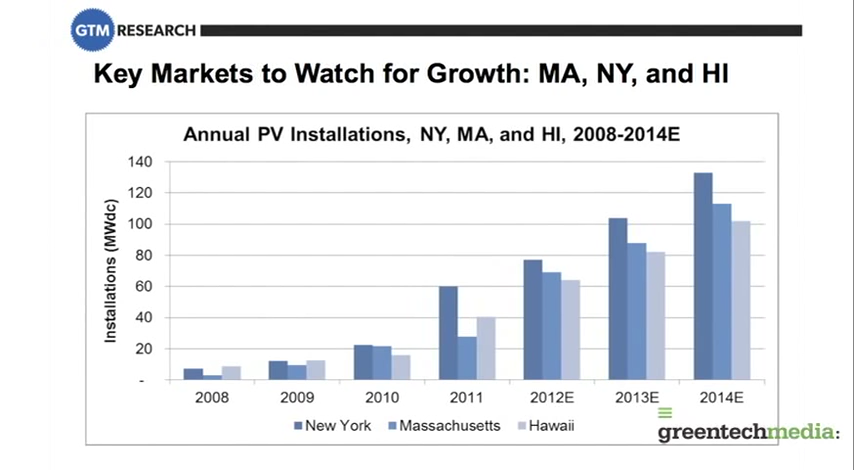 GTM RESEARCH
Key Markets to Watch for Growth: MA, NY, and HI
Annual PV Installations, NY, MA, and HI, 2008-2014E
Installations (MWdc)
140
120
100
80
60
40
20
-
2008 2009 2010 2011 2012E 2013E 2014E
New York Massachusetts Hawaii
greentechmedia: